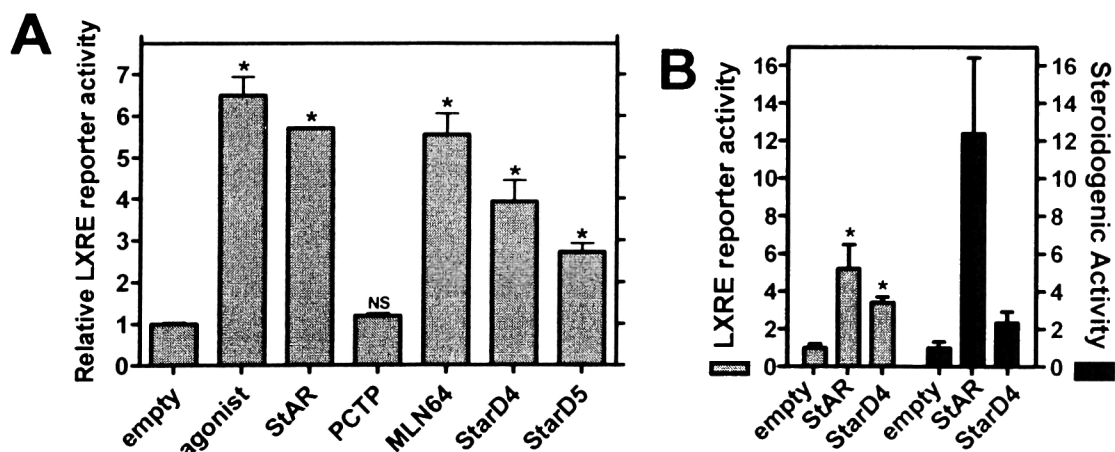 A
Relative LXRE reporter activity
7
6
5
4
3
2
1
0
*
*
NS
*
*
*
empty
agonist
StAR
PCTP
MLN64
StarD4
StarD5
B
LXRE reporter activity
16
14
12
10
8
6
4
2
0
*
*
16
14
12
10
8
6
4
2
0
Steroidogenic Activity
empty
StAR
StarD4
empty
StAR
StarD4